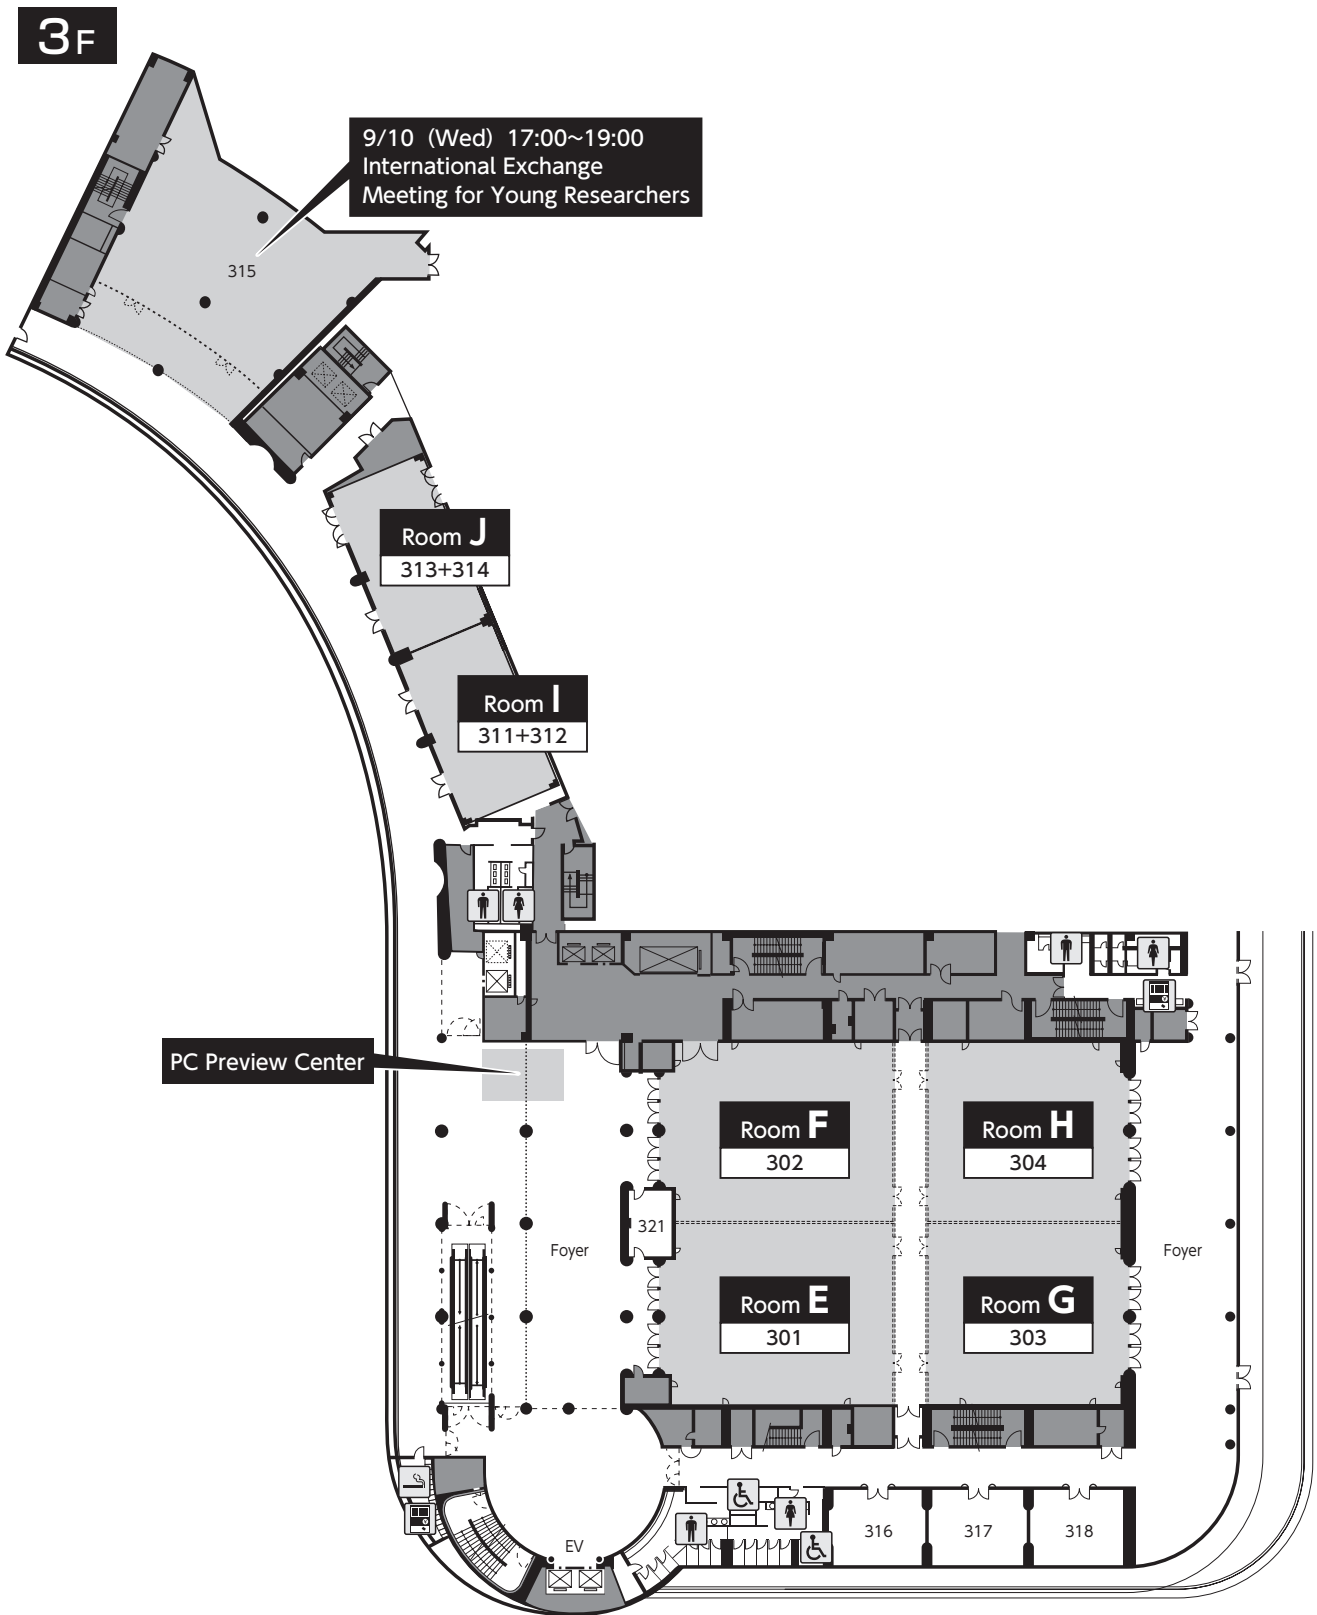 3F
9/10 (Wed) 17:00~19:00
International Exchange
Meeting for Young Researchers
315
Room J
313+314
Room I
311+312
PC Preview Center
Room F
302
Room H
304
321
Foyer
Foyer
Room E
301
Room G
303
316
317
318
EV